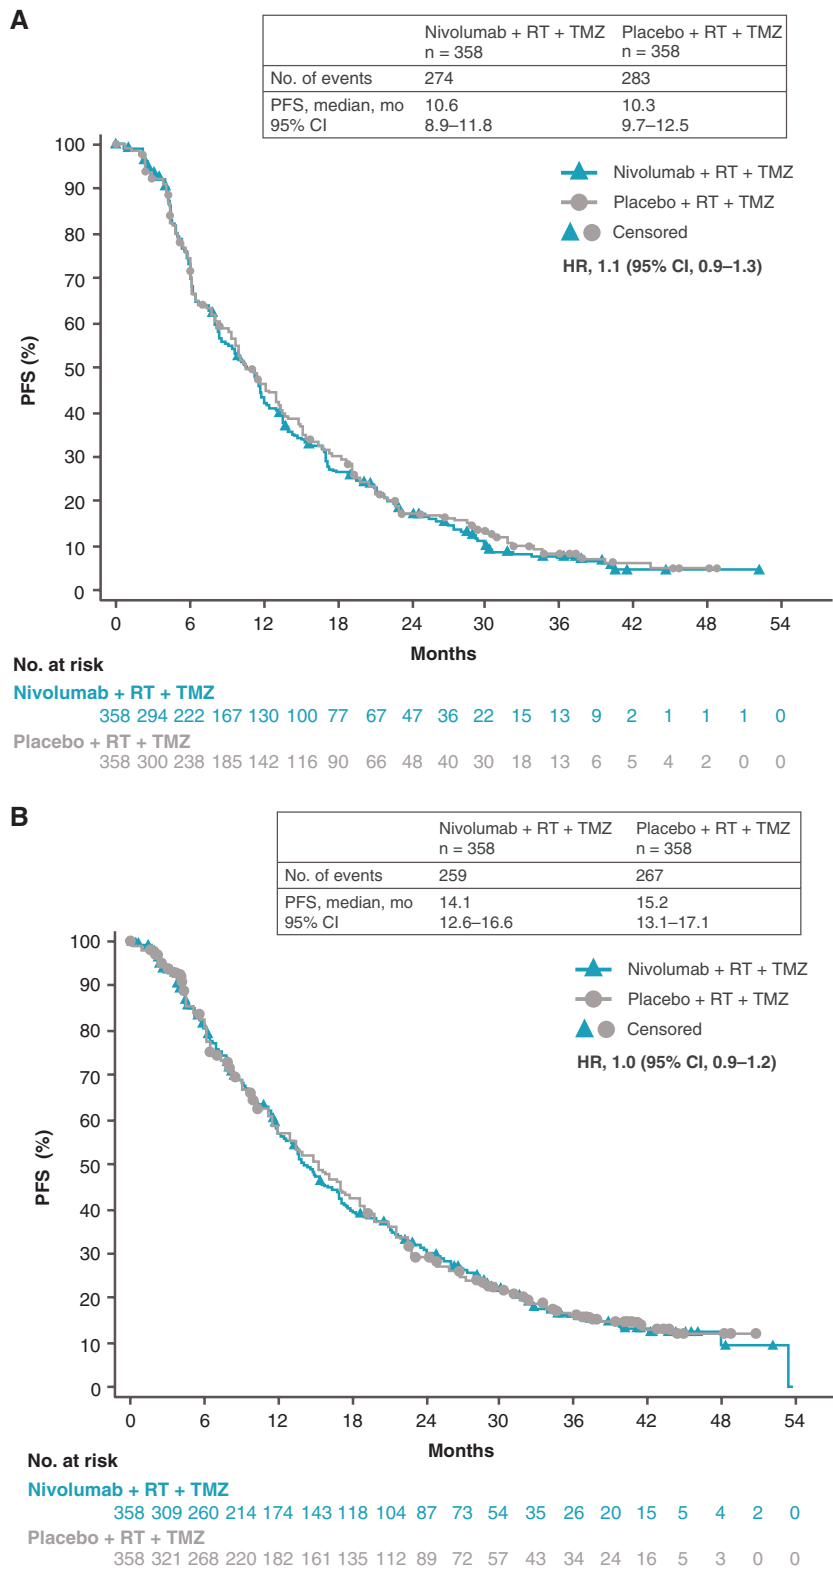 A
Nivolumab + RT + TMZ Placebo + RT + TMZ
n = 358 n = 358
No. of events 274 283
PFS, median, mo 10.6 10.3
95% CI 8.9–11.8 9.7–12.5
Nivolumab + RT + TMZ
Placebo + RT + TMZ
Censored
HR, 1.1 (95% CI, 0.9–1.3)
PFS (%)
100
90
80
70
60
50
40
30
20
10
0
0 6 12 18 24 30 36 42 48 54
Months
No. at risk
Nivolumab + RT + TMZ
358 294 222 167 130 100 77 67 47 36 22 15 13 9 2 1 1 1 0
Placebo + RT + TMZ
358 300 238 185 142 116 90 66 48 40 30 18 13 6 5 4 2 0 0
B
Nivolumab + RT + TMZ Placebo + RT + TMZ
n = 358 n = 358
No. of events 259 267
PFS, median, mo 14.1 15.2
95% CI 12.6–16.6 13.1–17.1
Nivolumab + RT + TMZ
Placebo + RT + TMZ
Censored
HR, 1.0 (95% CI, 0.9–1.2)
PFS (%)
100
90
80
70
60
50
40
30
20
10
0
0 6 12 18 24 30 36 42 48 54
Months
No. at risk
Nivolumab + RT + TMZ
358 309 260 214 174 143 118 104 87 73 54 35 26 20 15 5 4 2 0
Placebo + RT + TMZ
358 321 268 220 182 161 135 112 89 72 57 43 34 24 16 5 3 0 0